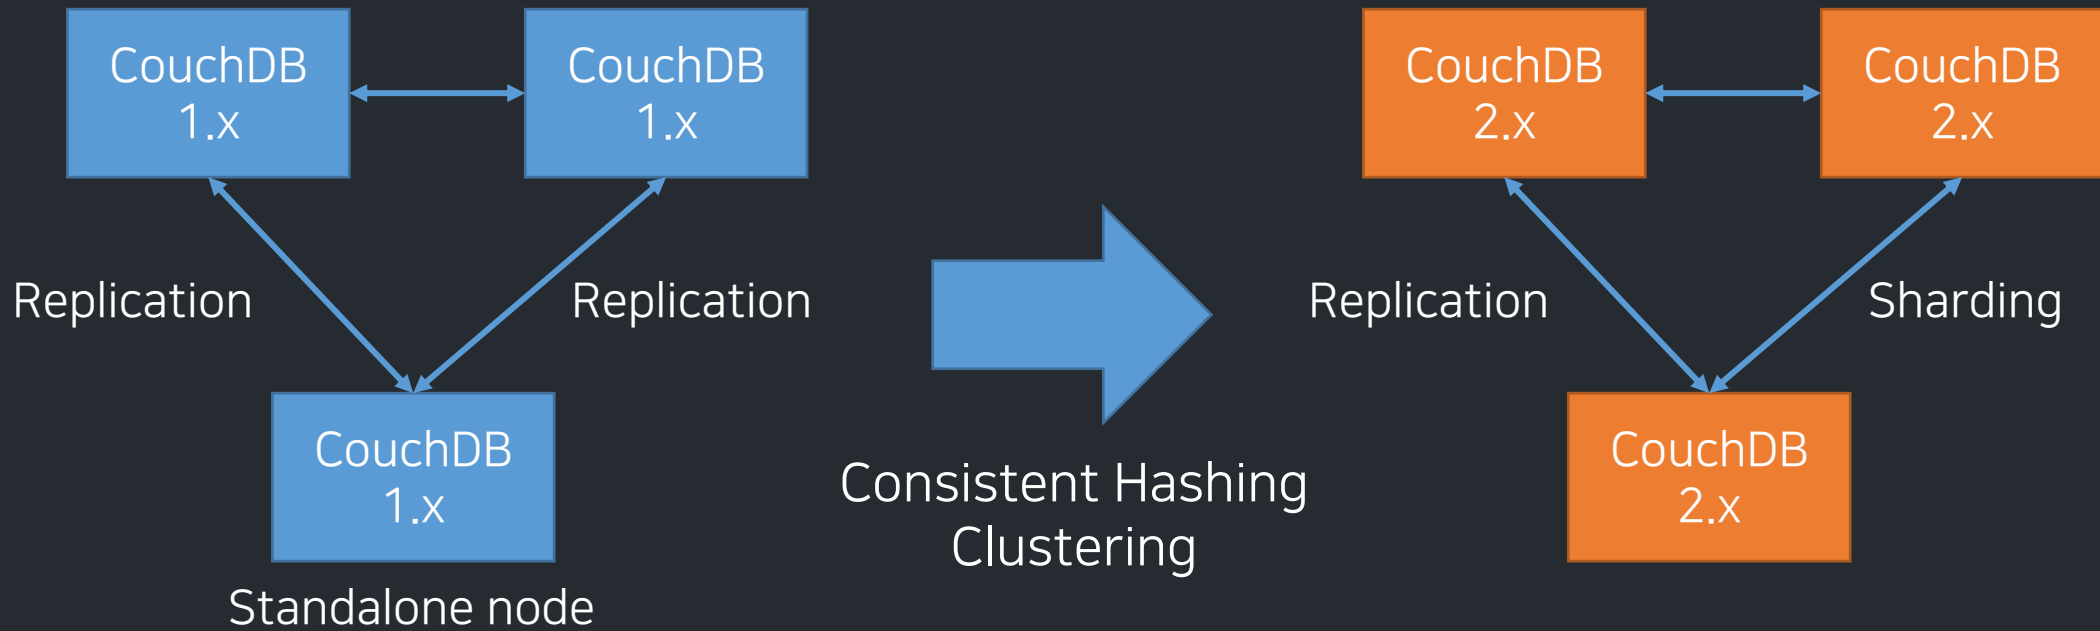 CouchDB
1.x
CouchDB
1.x
CouchDB
2.x
CouchDB
2.x
Replication
Replication
Replication
Sharding
CouchDB
1.x
Consistent Hashing
Clustering
CouchDB
2.x
Standalone node